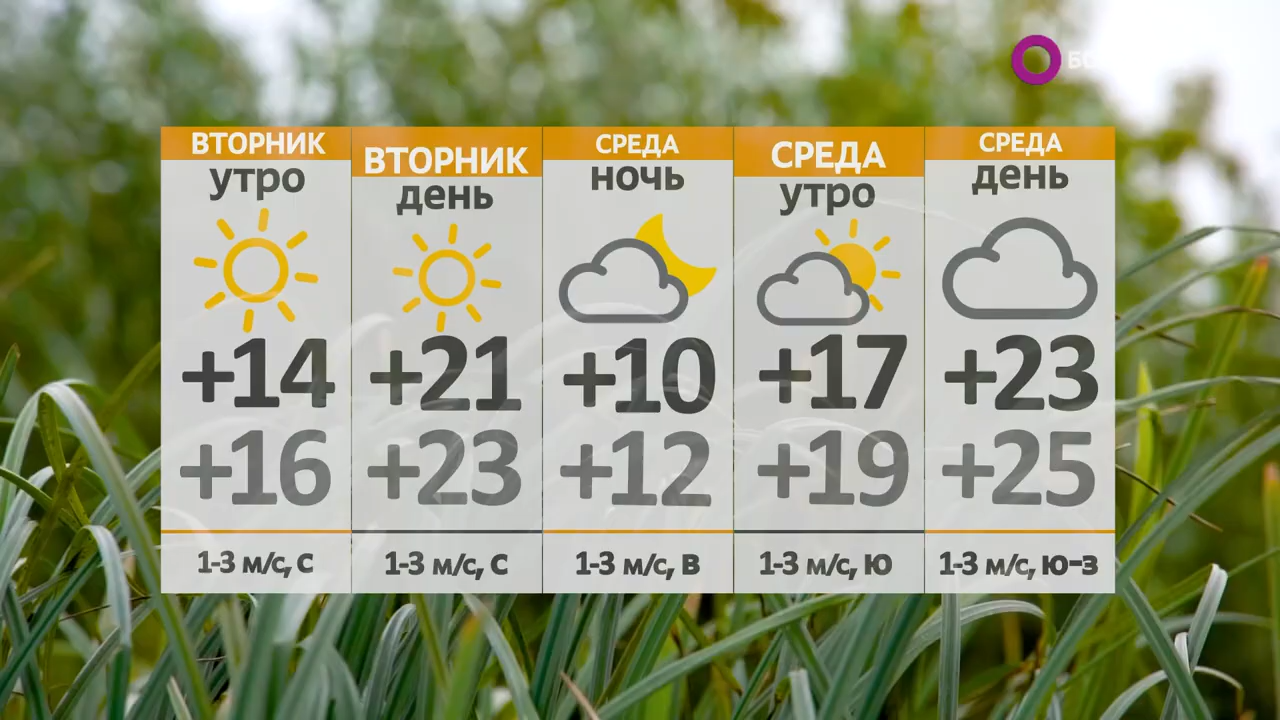 ВТОРНИК
утро
+14
+16
1-3 м/с, С
ВТОРНИК
день
+21
+23
1-3 м/с, С
СРЕДА
ночь
+10
+12
1-3 м/с, В
СРЕДА
утро
+17
+19
1-3 м/с, Ю
СРЕДА
день
+23
+25
1-3 м/с, Ю-З